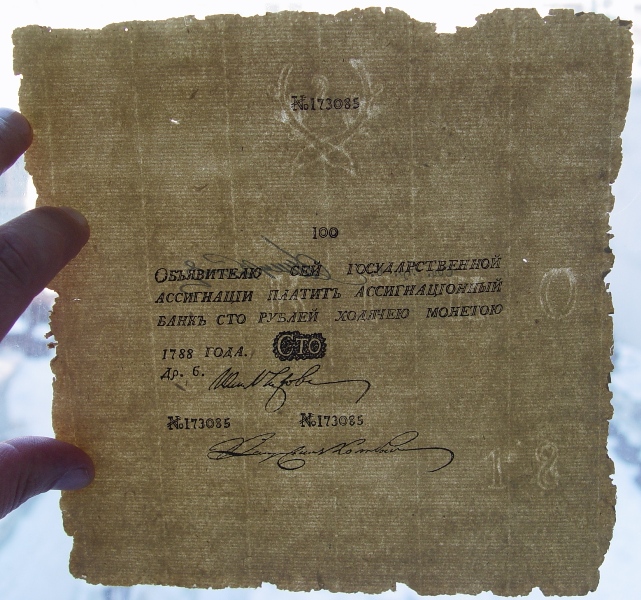 №173085
100
Объявителю сей государственной
ассигнаціи платитъ ассигнаціонный
банкъ сто рублей ходячею монетою
1788 года. Сто
Др. 6.
№173085 №173085